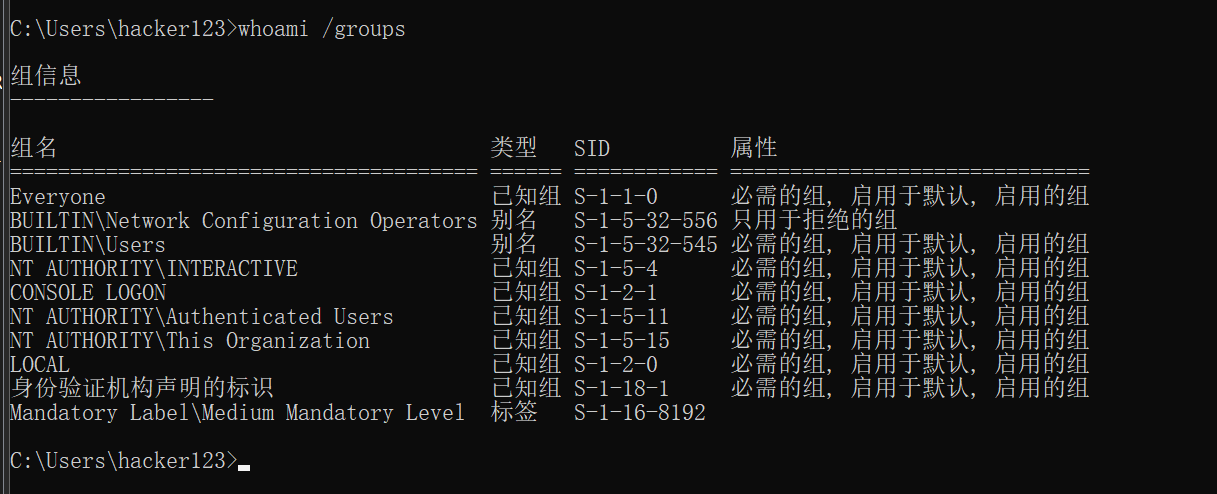 C:\Users\hacker123>whoami /groups
组信息
-----------------
组名 类型 SID 属性
======================================= ====== ============ ==============================
Everyone 已知组 S-1-1-0 必需的组, 启用于默认, 启用的组
BUILTIN\Network Configuration Operators 别名 S-1-5-32-556 只用于拒绝的组
BUILTIN\Users 别名 S-1-5-32-545 必需的组, 启用于默认, 启用的组
NT AUTHORITY\INTERACTIVE 已知组 S-1-5-4 必需的组, 启用于默认, 启用的组
CONSOLE LOGON 已知组 S-1-2-1 必需的组, 启用于默认, 启用的组
NT AUTHORITY\Authenticated Users 已知组 S-1-5-11 必需的组, 启用于默认, 启用的组
NT AUTHORITY\This Organization 已知组 S-1-5-15 必需的组, 启用于默认, 启用的组
LOCAL 已知组 S-1-2-0 必需的组, 启用于默认, 启用的组
身份验证机构声明的标识 已知组 S-1-18-1 必需的组, 启用于默认, 启用的组
Mandatory Label\Medium Mandatory Level 标签 S-1-16-8192
C:\Users\hacker123>